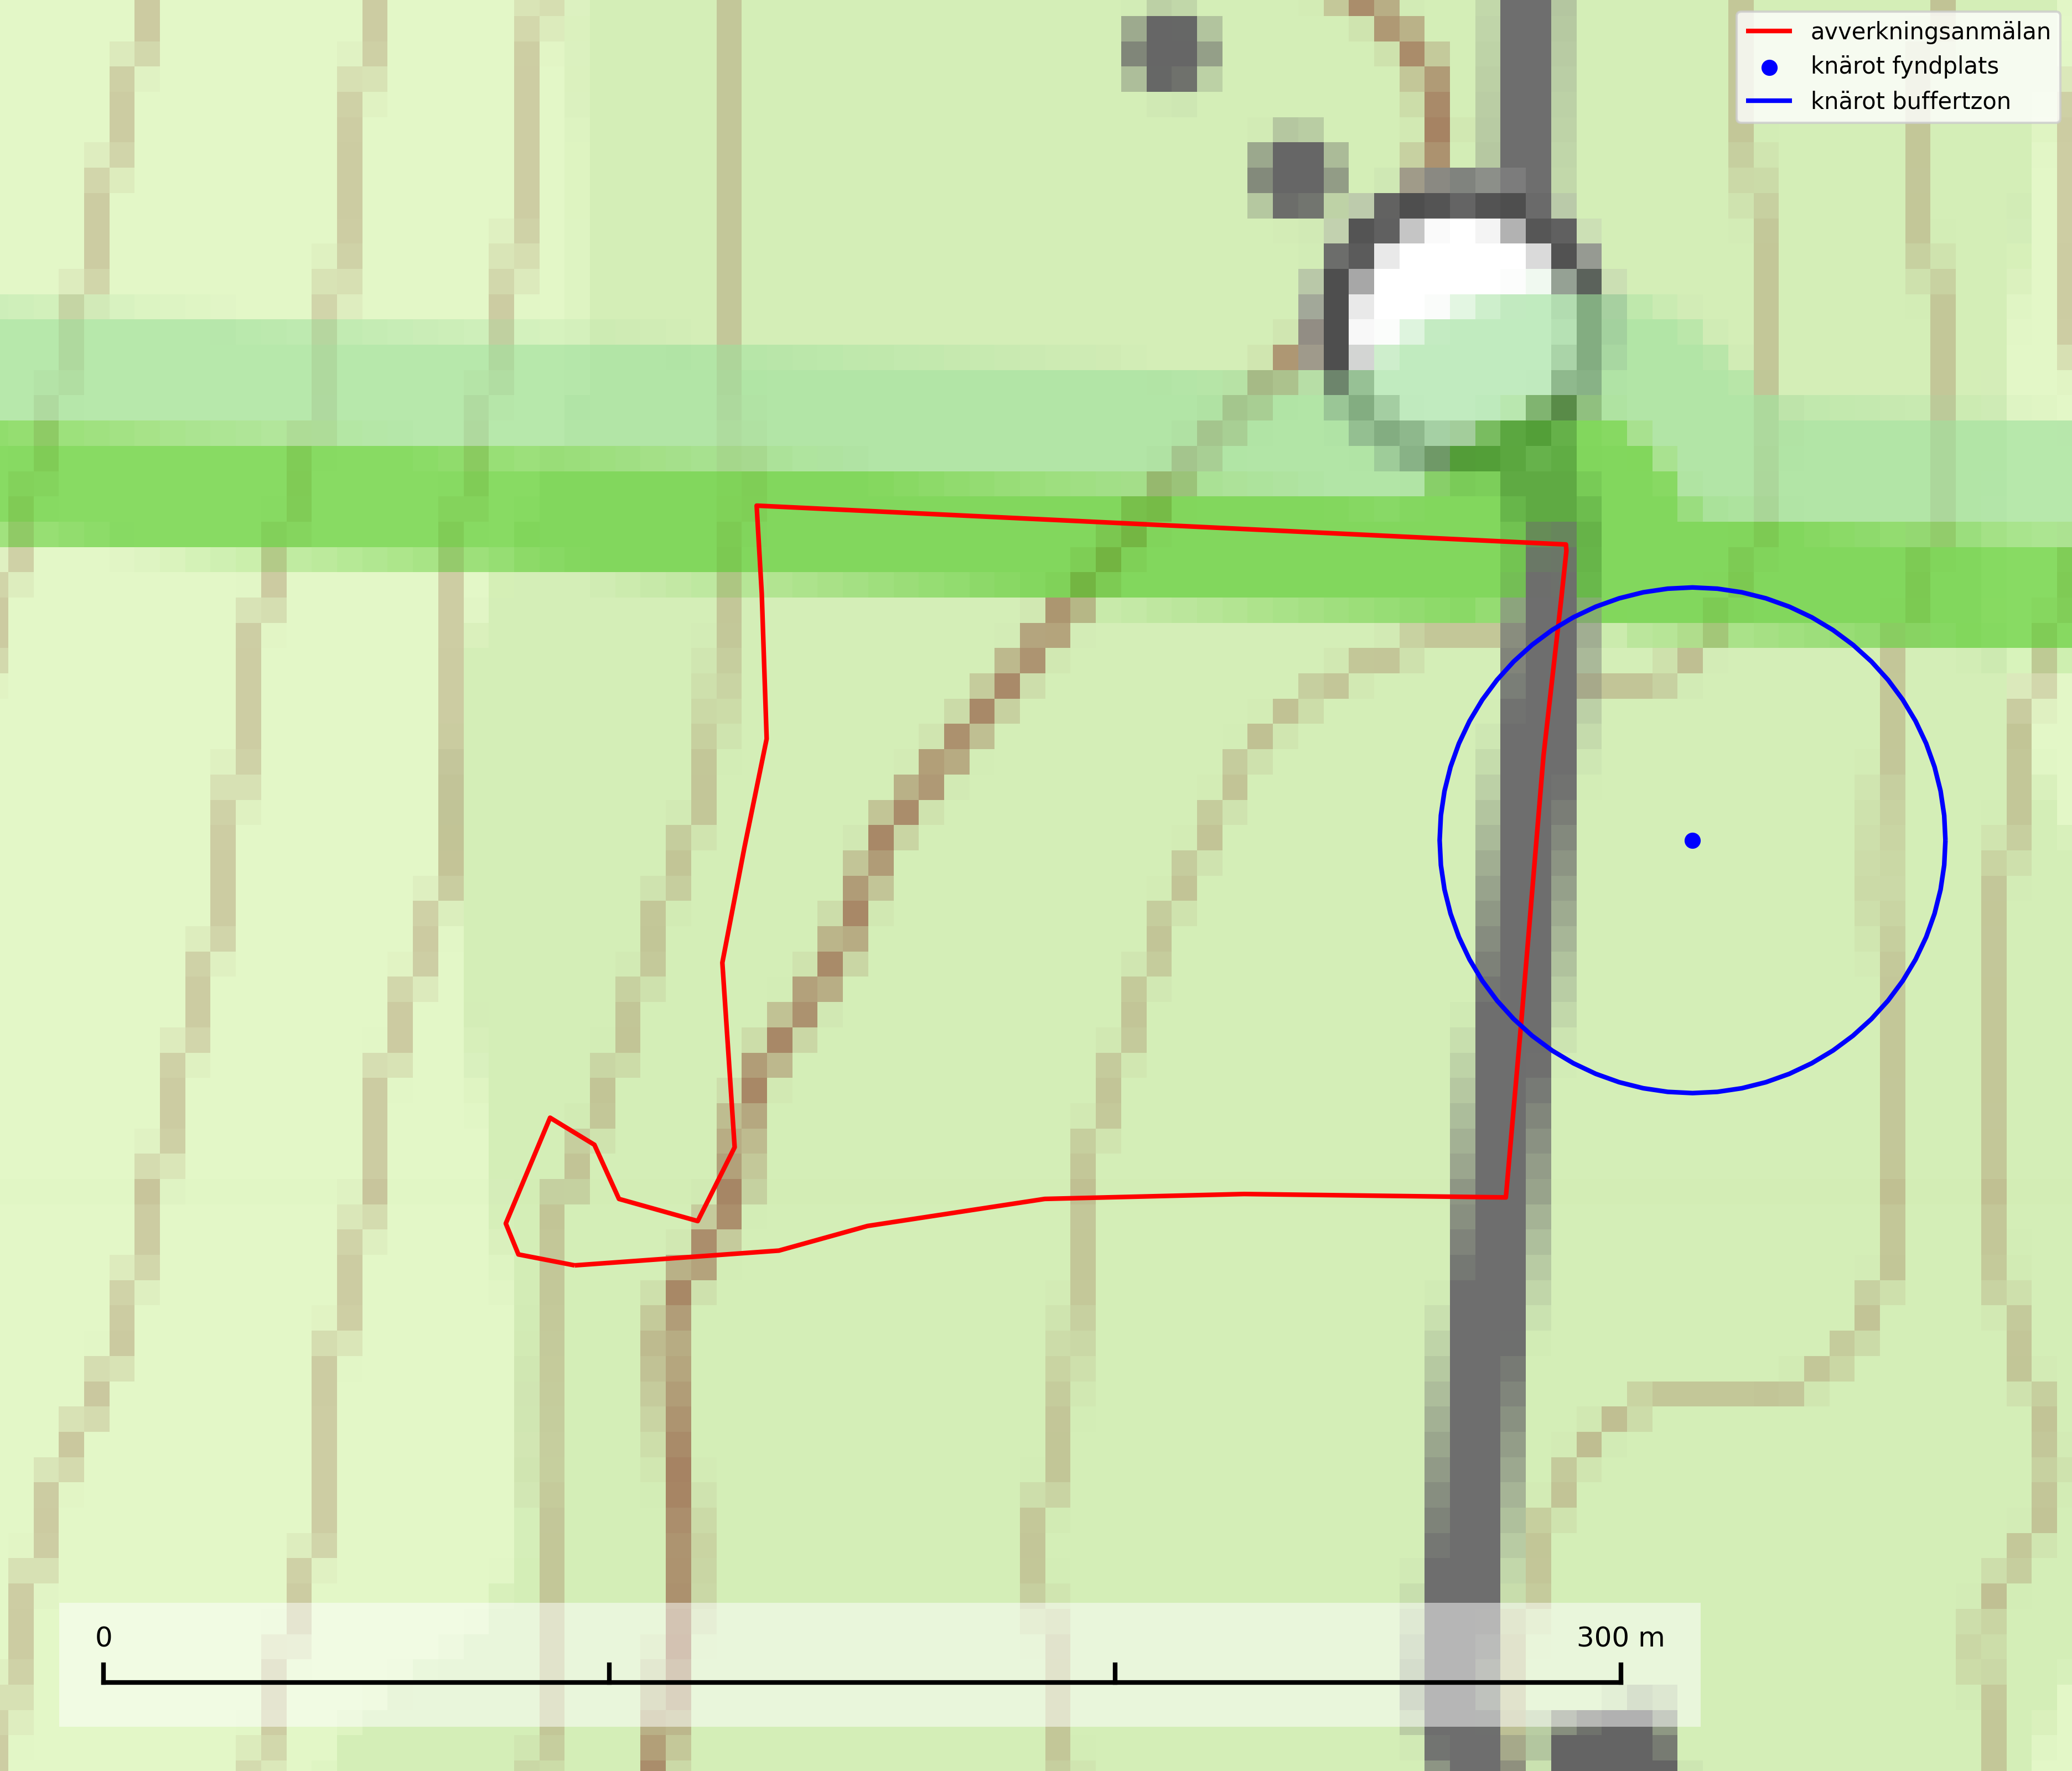 avverkningsanmälan
knärot fyndplats
knärot buffertzon
0
300 m